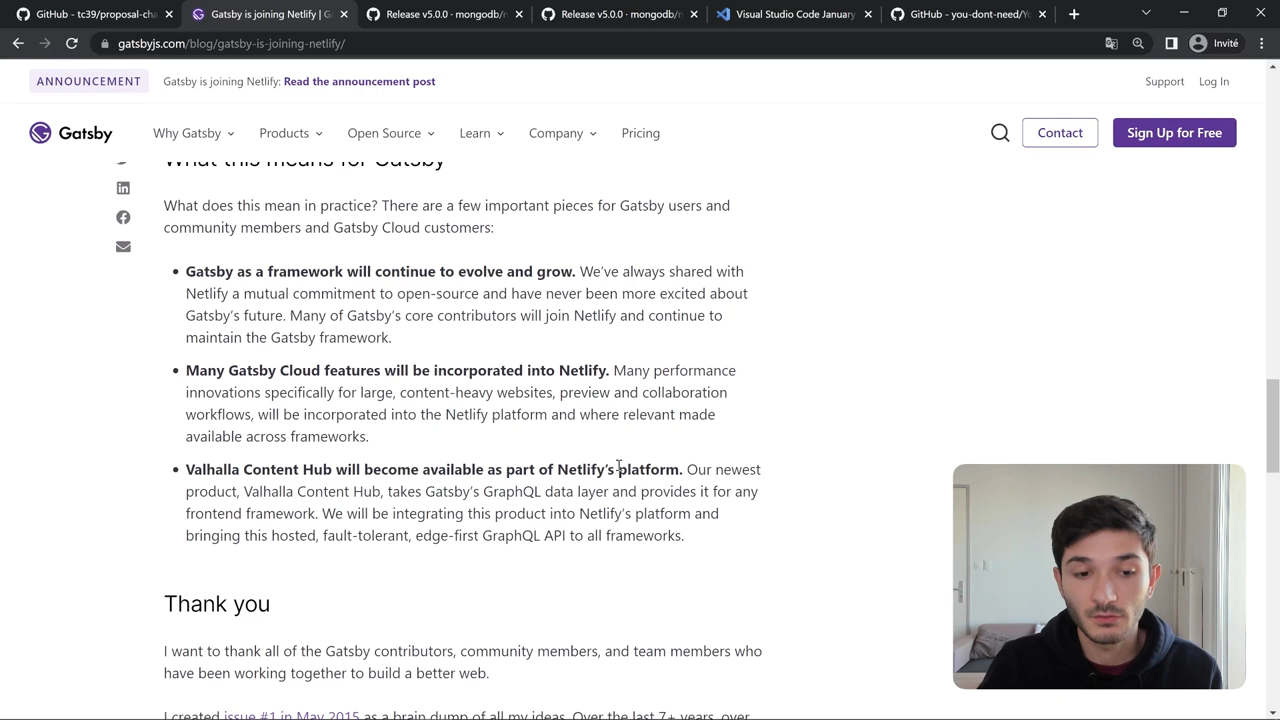 GitHub - tc39/proposal-cha
Gatsby is joining Netlify | G
Release v5.0.0 · mongodb/n
Release v5.0.0 · mongodb/n
Visual Studio Code January
GitHub - you-dont-need/Yo
gatsbyjs.com/blog/gatsby-is-joining-netlify/
Invité
ANNOUNCEMENT
Gatsby is joining Netlify: Read the announcement post
Support
Log In
Gatsby
Why Gatsby
Products
Open Source
Learn
Company
Pricing
Contact
Sign Up for Free
What this means for Gatsby
What does this mean in practice? There are a few important pieces for Gatsby users and
community members and Gatsby Cloud customers:
• Gatsby as a framework will continue to evolve and grow. We've always shared with
Netlify a mutual commitment to open-source and have never been more excited about
Gatsby's future. Many of Gatsby's core contributors will join Netlify and continue to
maintain the Gatsby framework.
• Many Gatsby Cloud features will be incorporated into Netlify. Many performance
innovations specifically for large, content-heavy websites, preview and collaboration
workflows, will be incorporated into the Netlify platform and where relevant made
available across frameworks.
• Valhalla Content Hub will become available as part of Netlify's platform. Our newest
product, Valhalla Content Hub, takes Gatsby's GraphQL data layer and provides it for any
frontend framework. We will be integrating this product into Netlify's platform and
bringing this hosted, fault-tolerant, edge-first GraphQL API to all frameworks.
Thank you
I want to thank all of the Gatsby contributors, community members, and team members who
have been working together to build a better web.
I created issue #1 in May 2015 as a brain dump of all my ideas. Over the last 7+ years, over